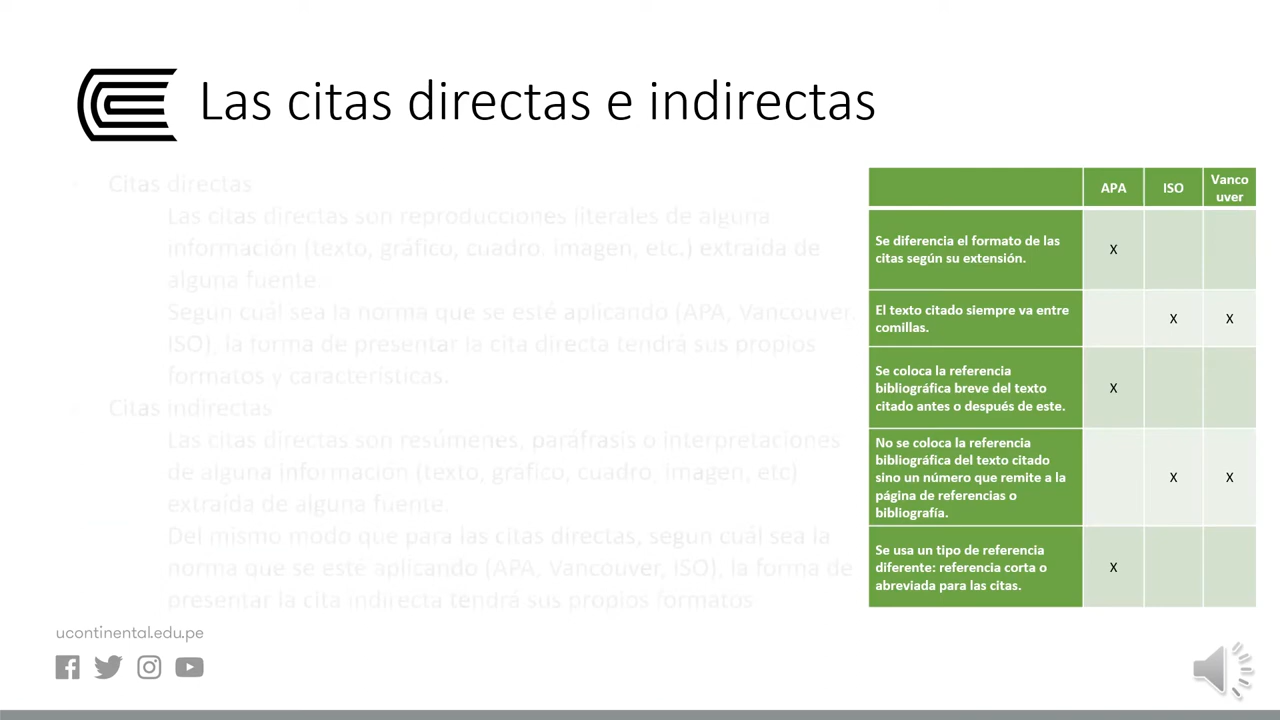 Las citas directas e indirectas
Citas directas
Las citas directas son reproducciones literales de alguna
información (texto, gráfico, cuadro. imagen, etc.) extraída de
alguna fuente.
Según cuál sea la norma que se esté aplicando (APA, Vancouver,
ISO), la forma de presentar la cita directa tendrá sus propios
formatos y características.
Citas indirectas
Las citas directas son resúmenes, paráfrasis o interpretaciones
de alguna información (texto, gráfico, cuadro, imagen, etc)
extraída de alguna fuente.
Del mismo modo que para las citas directas, según cuál sea la
norma que se esté aplicando (APA, Vancouver, ISO), la forma de
presentar la cita indirecta tendrá sus propios formatos
APA ISO Vanco
uver
Se diferencia el formato de las
citas según su extensión.
X
El texto citado siempre va entre
comillas.
X X
Se coloca la referencia
bibliográfica breve del texto
citado antes o después de este.
X
No se coloca la referencia
bibliográfica del texto citado
sino un número que remite a la
página de referencias o
bibliografía.
X X
Se usa un tipo de referencia
diferente: referencia corta o
abreviada para las citas.
X
ucontinental.edu.pe